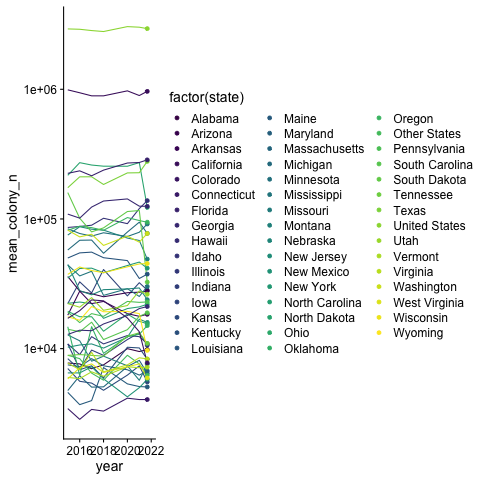 mean_colony_n
1e+06
1e+05
1e+04
2016 2018 2020 2022
year
factor(state)
Alabama
Arizona
Arkansas
California
Colorado
Connecticut
Florida
Georgia
Hawaii
Idaho
Illinois
Indiana
Iowa
Kansas
Kentucky
Louisiana
Maine
Maryland
Massachusetts
Michigan
Minnesota
Mississippi
Missouri
Montana
Nebraska
New Jersey
New Mexico
New York
North Carolina
North Dakota
Ohio
Oklahoma
Oregon
Other States
Pennsylvania
South Carolina
South Dakota
Tennessee
Texas
United States
Utah
Vermont
Virginia
Washington
West Virginia
Wisconsin
Wyoming